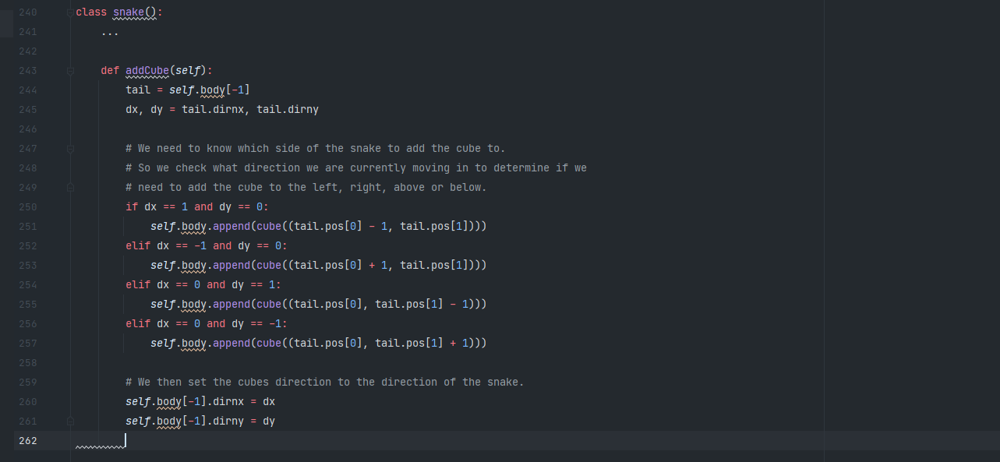 240 class snake():
241     ...
242
243     def addCube(self):
244         tail = self.body[-1]
245         dx, dy = tail.dirnx, tail.dirny
246
247         # We need to know which side of the snake to add the cube to.
248         # So we check what direction we are currently moving in to determine if we
249         # need to add the cube to the left, right, above or below.
250         if dx == 1 and dy == 0:
251             self.body.append(cube((tail.pos[0] - 1, tail.pos[1])))
252         elif dx == -1 and dy == 0:
253             self.body.append(cube((tail.pos[0] + 1, tail.pos[1])))
254         elif dx == 0 and dy == 1:
255             self.body.append(cube((tail.pos[0], tail.pos[1] - 1)))
256         elif dx == 0 and dy == -1:
257             self.body.append(cube((tail.pos[0], tail.pos[1] + 1)))
258
259         # We then set the cubes direction to the direction of the snake.
260         self.body[-1].dirnx = dx
261         self.body[-1].dirny = dy
262